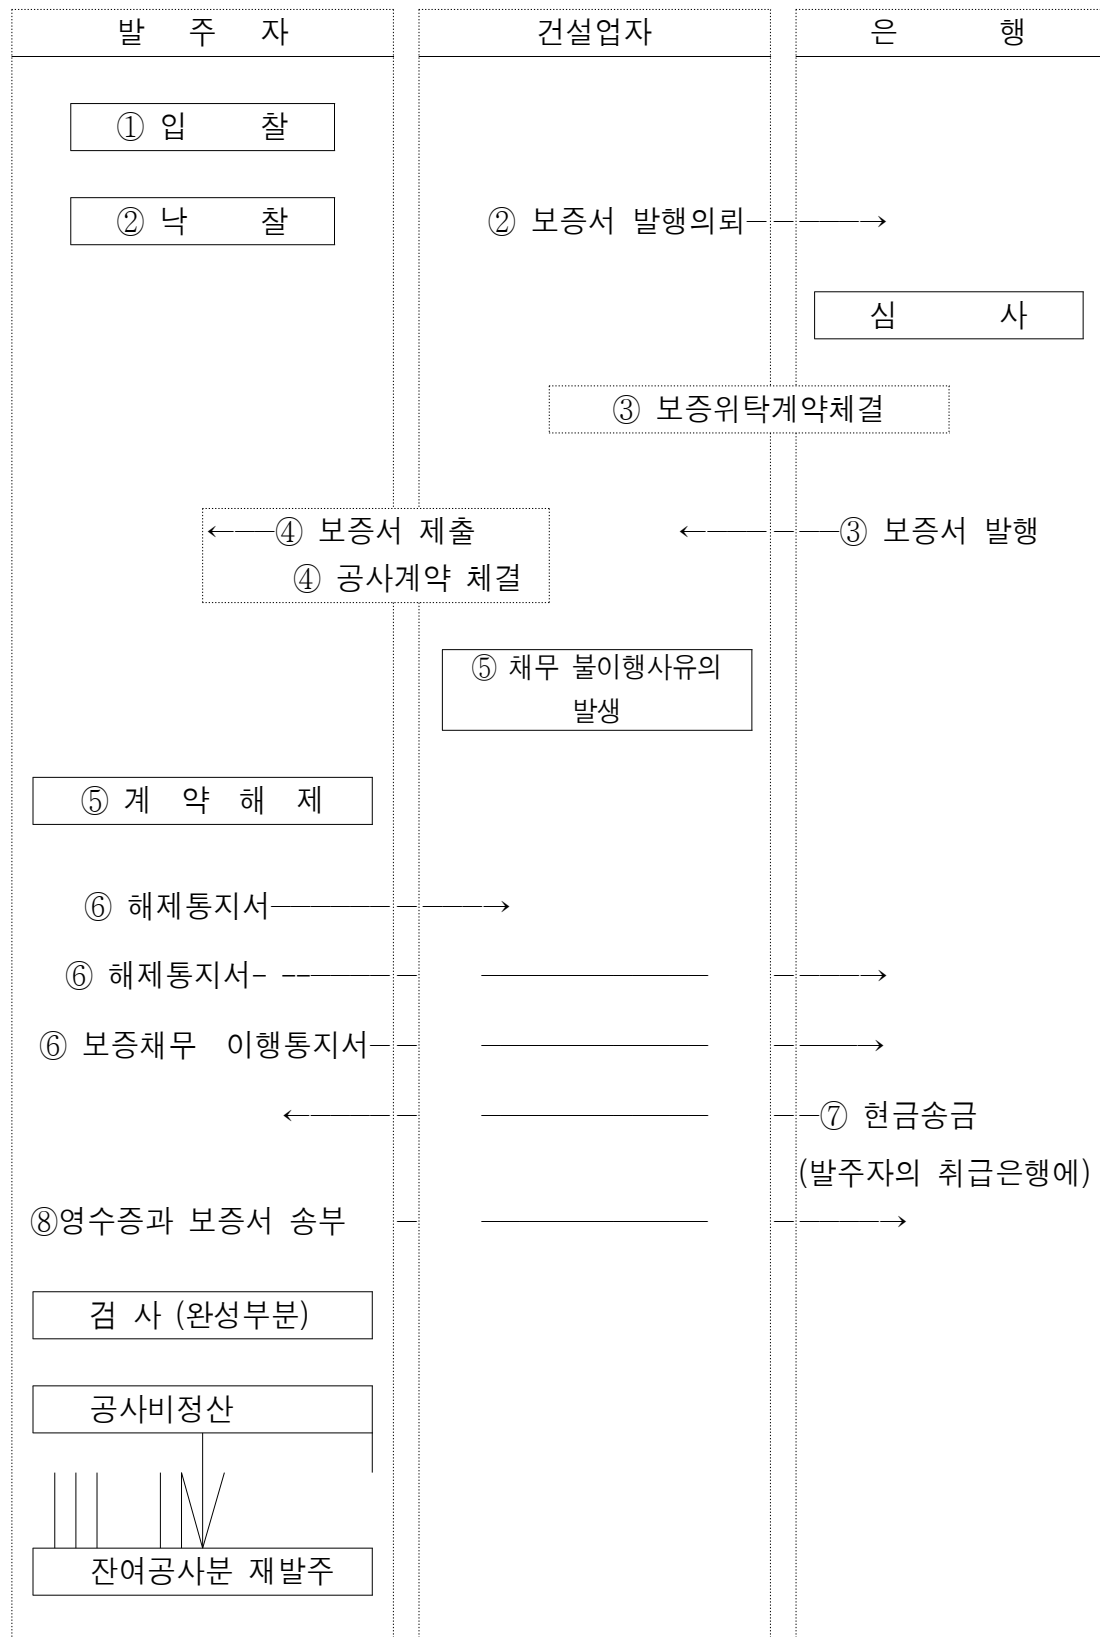 발 주 자
건설업자
은 행
① 입 찰
② 낙 찰
② 보증서 발행의뢰
심 사
③ 보증위탁계약체결
④ 보증서 제출
③ 보증서 발행
④ 공사계약 체결
⑤ 채무 불이행사유의
발생
⑤ 계 약 해 제
⑥ 해제통지서
⑥ 해제통지서
⑥ 보증채무 이행통지서
⑦ 현금송금
(발주자의 취급은행에)
⑧영수증과 보증서 송부
검 사 (완성부분)
공사비정산
잔여공사분 재발주